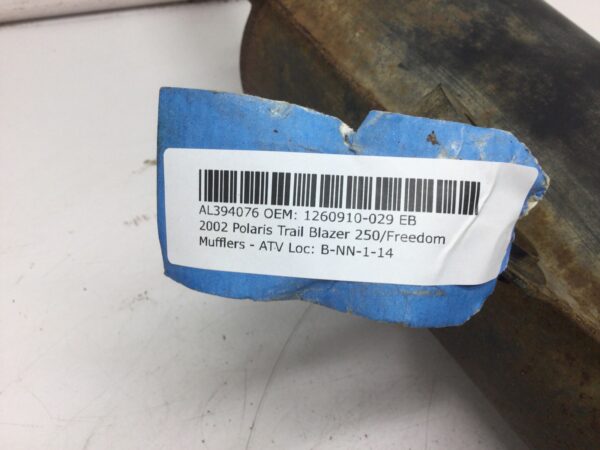 AL394076 OEM: 1260910-029 EB
2002 Polaris Trail Blazer 250/Freedom
Mufflers - ATV Loc: B-NN-1-14